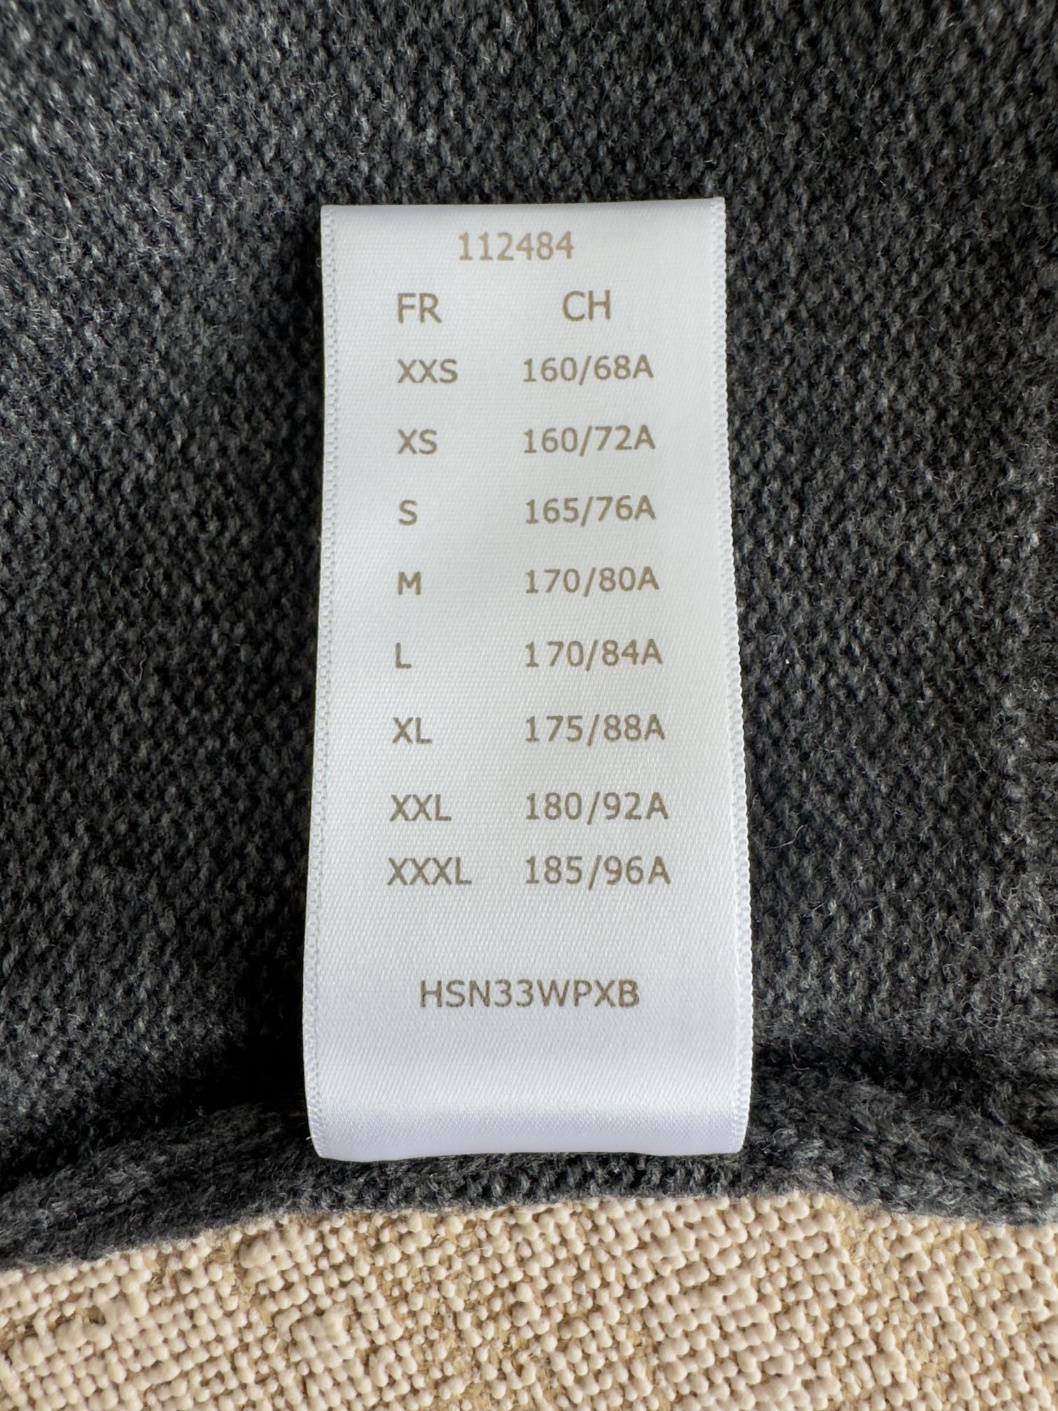 112484
FR CH
XXS 160/68A
XS 160/72A
S 165/76A
M 170/80A
L 170/84A
XL 175/88A
XXL 180/92A
XXXL 185/96A
HSN33WPXB